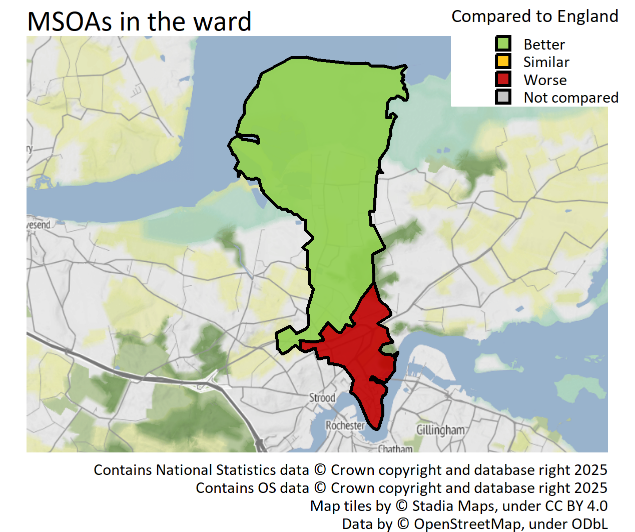 MSOAs in the ward
Compared to England
Better
Similar
Worse
Not compared
Strood
Rochester
Gillingham
Chatham
Contains National Statistics data © Crown copyright and database right 2025
Contains OS data © Crown copyright and database right 2025
Map tiles by © Stadia Maps, under CC BY 4.0
Data by © OpenStreetMap, under ODbL